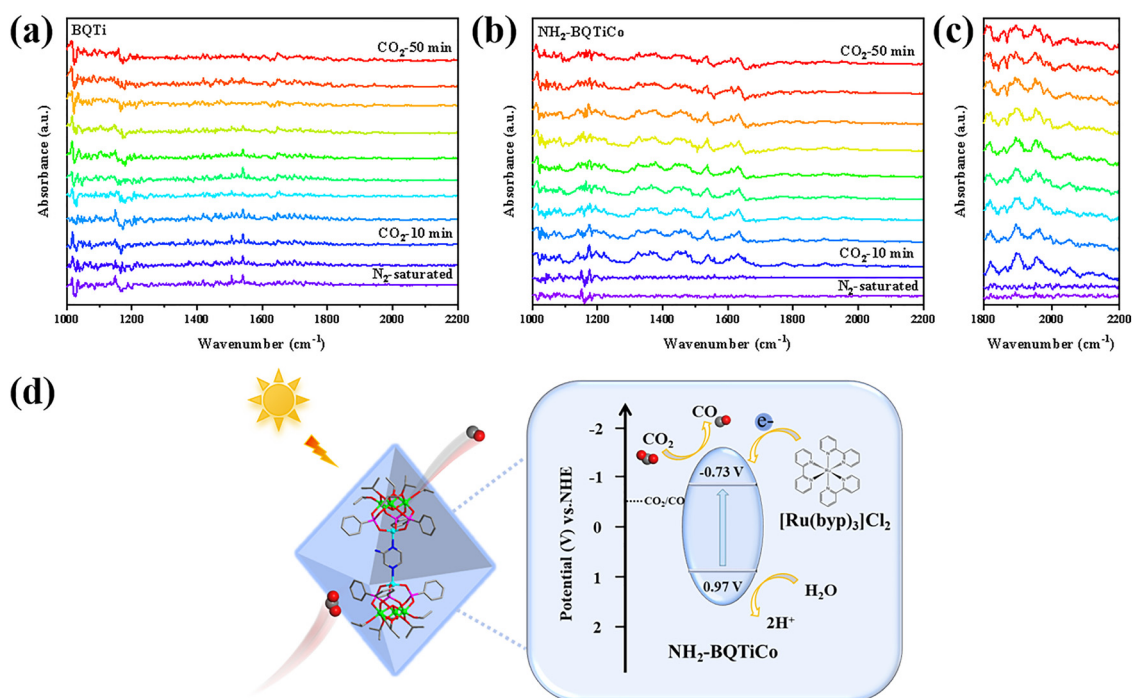 (a)
BQTi
CO₂-50 min
CO₂-10 min
N₂-saturated
Absorbance (a.u.)
1000 1200 1400 1600 1800 2000 2200
Wavenumber (cm⁻¹)
(b)
NH₂-BQTiCo
CO₂-50 min
CO₂-10 min
N₂-saturated
Absorbance (a.u.)
1000 1200 1400 1600 1800 2000 2200
Wavenumber (cm⁻¹)
(c)
Absorbance (a.u.)
1800 2000 2200
Wavenumber (cm⁻¹)
(d)
Potential (V) vs.NHE
-2
-1
0
1
2
CO₂
CO
e-
-0.73 V
CO₂/CO
[Ru(byp)₃]Cl₂
0.97 V
H₂O
2H⁺
NH₂-BQTiCo